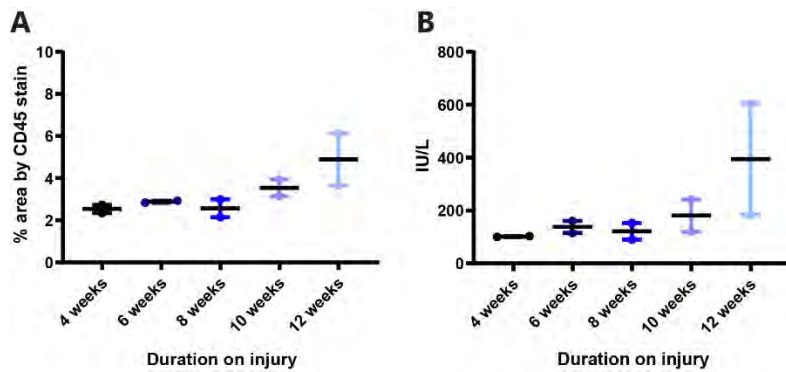 A
% area by CD45 stain
10
8
6
4
2
0
4 weeks
6 weeks
8 weeks
10 weeks
12 weeks
Duration on injury
B
IU/L
800
600
400
200
0
4 weeks
6 weeks
8 weeks
10 weeks
12 weeks
Duration on injury